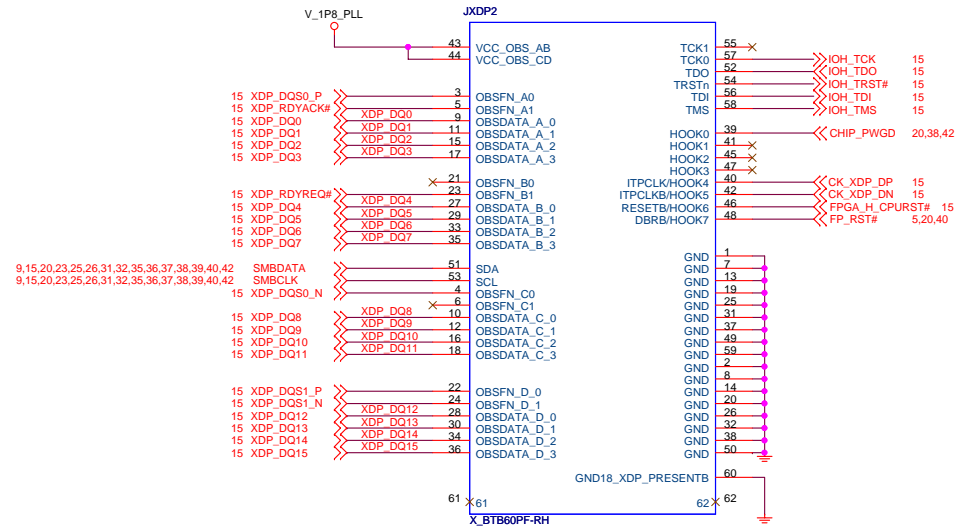 V_1P8_PLL
JXDP2
43 VCC_OBS_AB
44 VCC_OBS_CD
15 XDP_DQS0_P 3 OBSFN_A0
15 XDP_RDYACK# 5 OBSFN_A1
15 XDP_DQ0 XDP_DQ0 9 OBSDATA_A_0
15 XDP_DQ1 XDP_DQ1 11 OBSDATA_A_1
15 XDP_DQ2 XDP_DQ2 15 OBSDATA_A_2
15 XDP_DQ3 XDP_DQ3 17 OBSDATA_A_3
21 OBSFN_B0
15 XDP_RDYREQ# 23 OBSFN_B1
15 XDP_DQ4 XDP_DQ4 27 OBSDATA_B_0
15 XDP_DQ5 XDP_DQ5 29 OBSDATA_B_1
15 XDP_DQ6 XDP_DQ6 33 OBSDATA_B_2
15 XDP_DQ7 XDP_DQ7 35 OBSDATA_B_3
9,15,20,23,25,26,31,32,35,36,37,38,39,40,42 SMBDATA 51 SDA
9,15,20,23,25,26,31,32,35,36,37,38,39,40,42 SMBCLK 53 SCL
15 XDP_DQS0_N 4 OBSFN_C0
6 OBSFN_C1
15 XDP_DQ8 XDP_DQ8 10 OBSDATA_C_0
15 XDP_DQ9 XDP_DQ9 12 OBSDATA_C_1
15 XDP_DQ10 XDP_DQ10 16 OBSDATA_C_2
15 XDP_DQ11 XDP_DQ11 18 OBSDATA_C_3
15 XDP_DQS1_P 22 OBSFN_D_0
15 XDP_DQS1_N 24 OBSFN_D_1
15 XDP_DQ12 XDP_DQ12 28 OBSDATA_D_0
15 XDP_DQ13 XDP_DQ13 30 OBSDATA_D_1
15 XDP_DQ14 XDP_DQ14 34 OBSDATA_D_2
15 XDP_DQ15 XDP_DQ15 36 OBSDATA_D_3
61 61
TCK1 55
TCK0 57 IOH_TCK 15
TDO 52 IOH_TDO 15
TRSTn 54 IOH_TRST# 15
TDI 56 IOH_TDI 15
TMS 58 IOH_TMS 15
HOOK0 39 CHIP_PWGD 20,38,42
HOOK1 41
HOOK2 45
HOOK3 47
ITPCLK/HOOK4 40 CK_XDP_DP 15
ITPCLKB/HOOK5 42 CK_XDP_DN 15
RESETB/HOOK6 46 FPGA_H_CPURST# 15
DBRB/HOOK7 48 FP_RST# 5,20,40
GND 1
GND 7
GND 13
GND 19
GND 25
GND 31
GND 37
GND 49
GND 59
GND 2
GND 8
GND 14
GND 20
GND 26
GND 32
GND 38
GND 50
GND18_XDP_PRESENTB 60
62 62
X_BTB60PF-RH